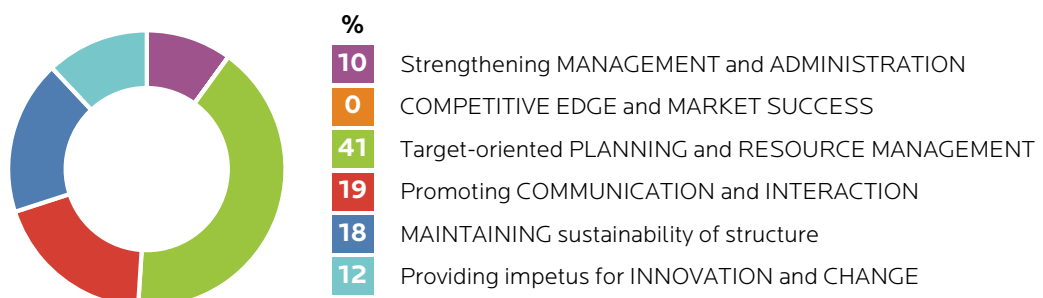 %
10 Strengthening MANAGEMENT and ADMINISTRATION
0 COMPETITIVE EDGE and MARKET SUCCESS
41 Target-oriented PLANNING and RESOURCE MANAGEMENT
19 Promoting COMMUNICATION and INTERACTION
18 MAINTAINING sustainability of structure
12 Providing impetus for INNOVATION and CHANGE